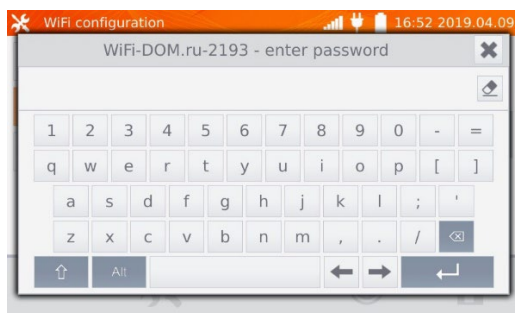 WiFi configuration 16:52 2019.04.09
WiFi-DOM.ru-2193 - enter password
1 2 3 4 5 6 7 8 9 0 - =
q w e r t y u i o p [ ]
a s d f g h j k l ; '
z x c v b n m , . /
Alt